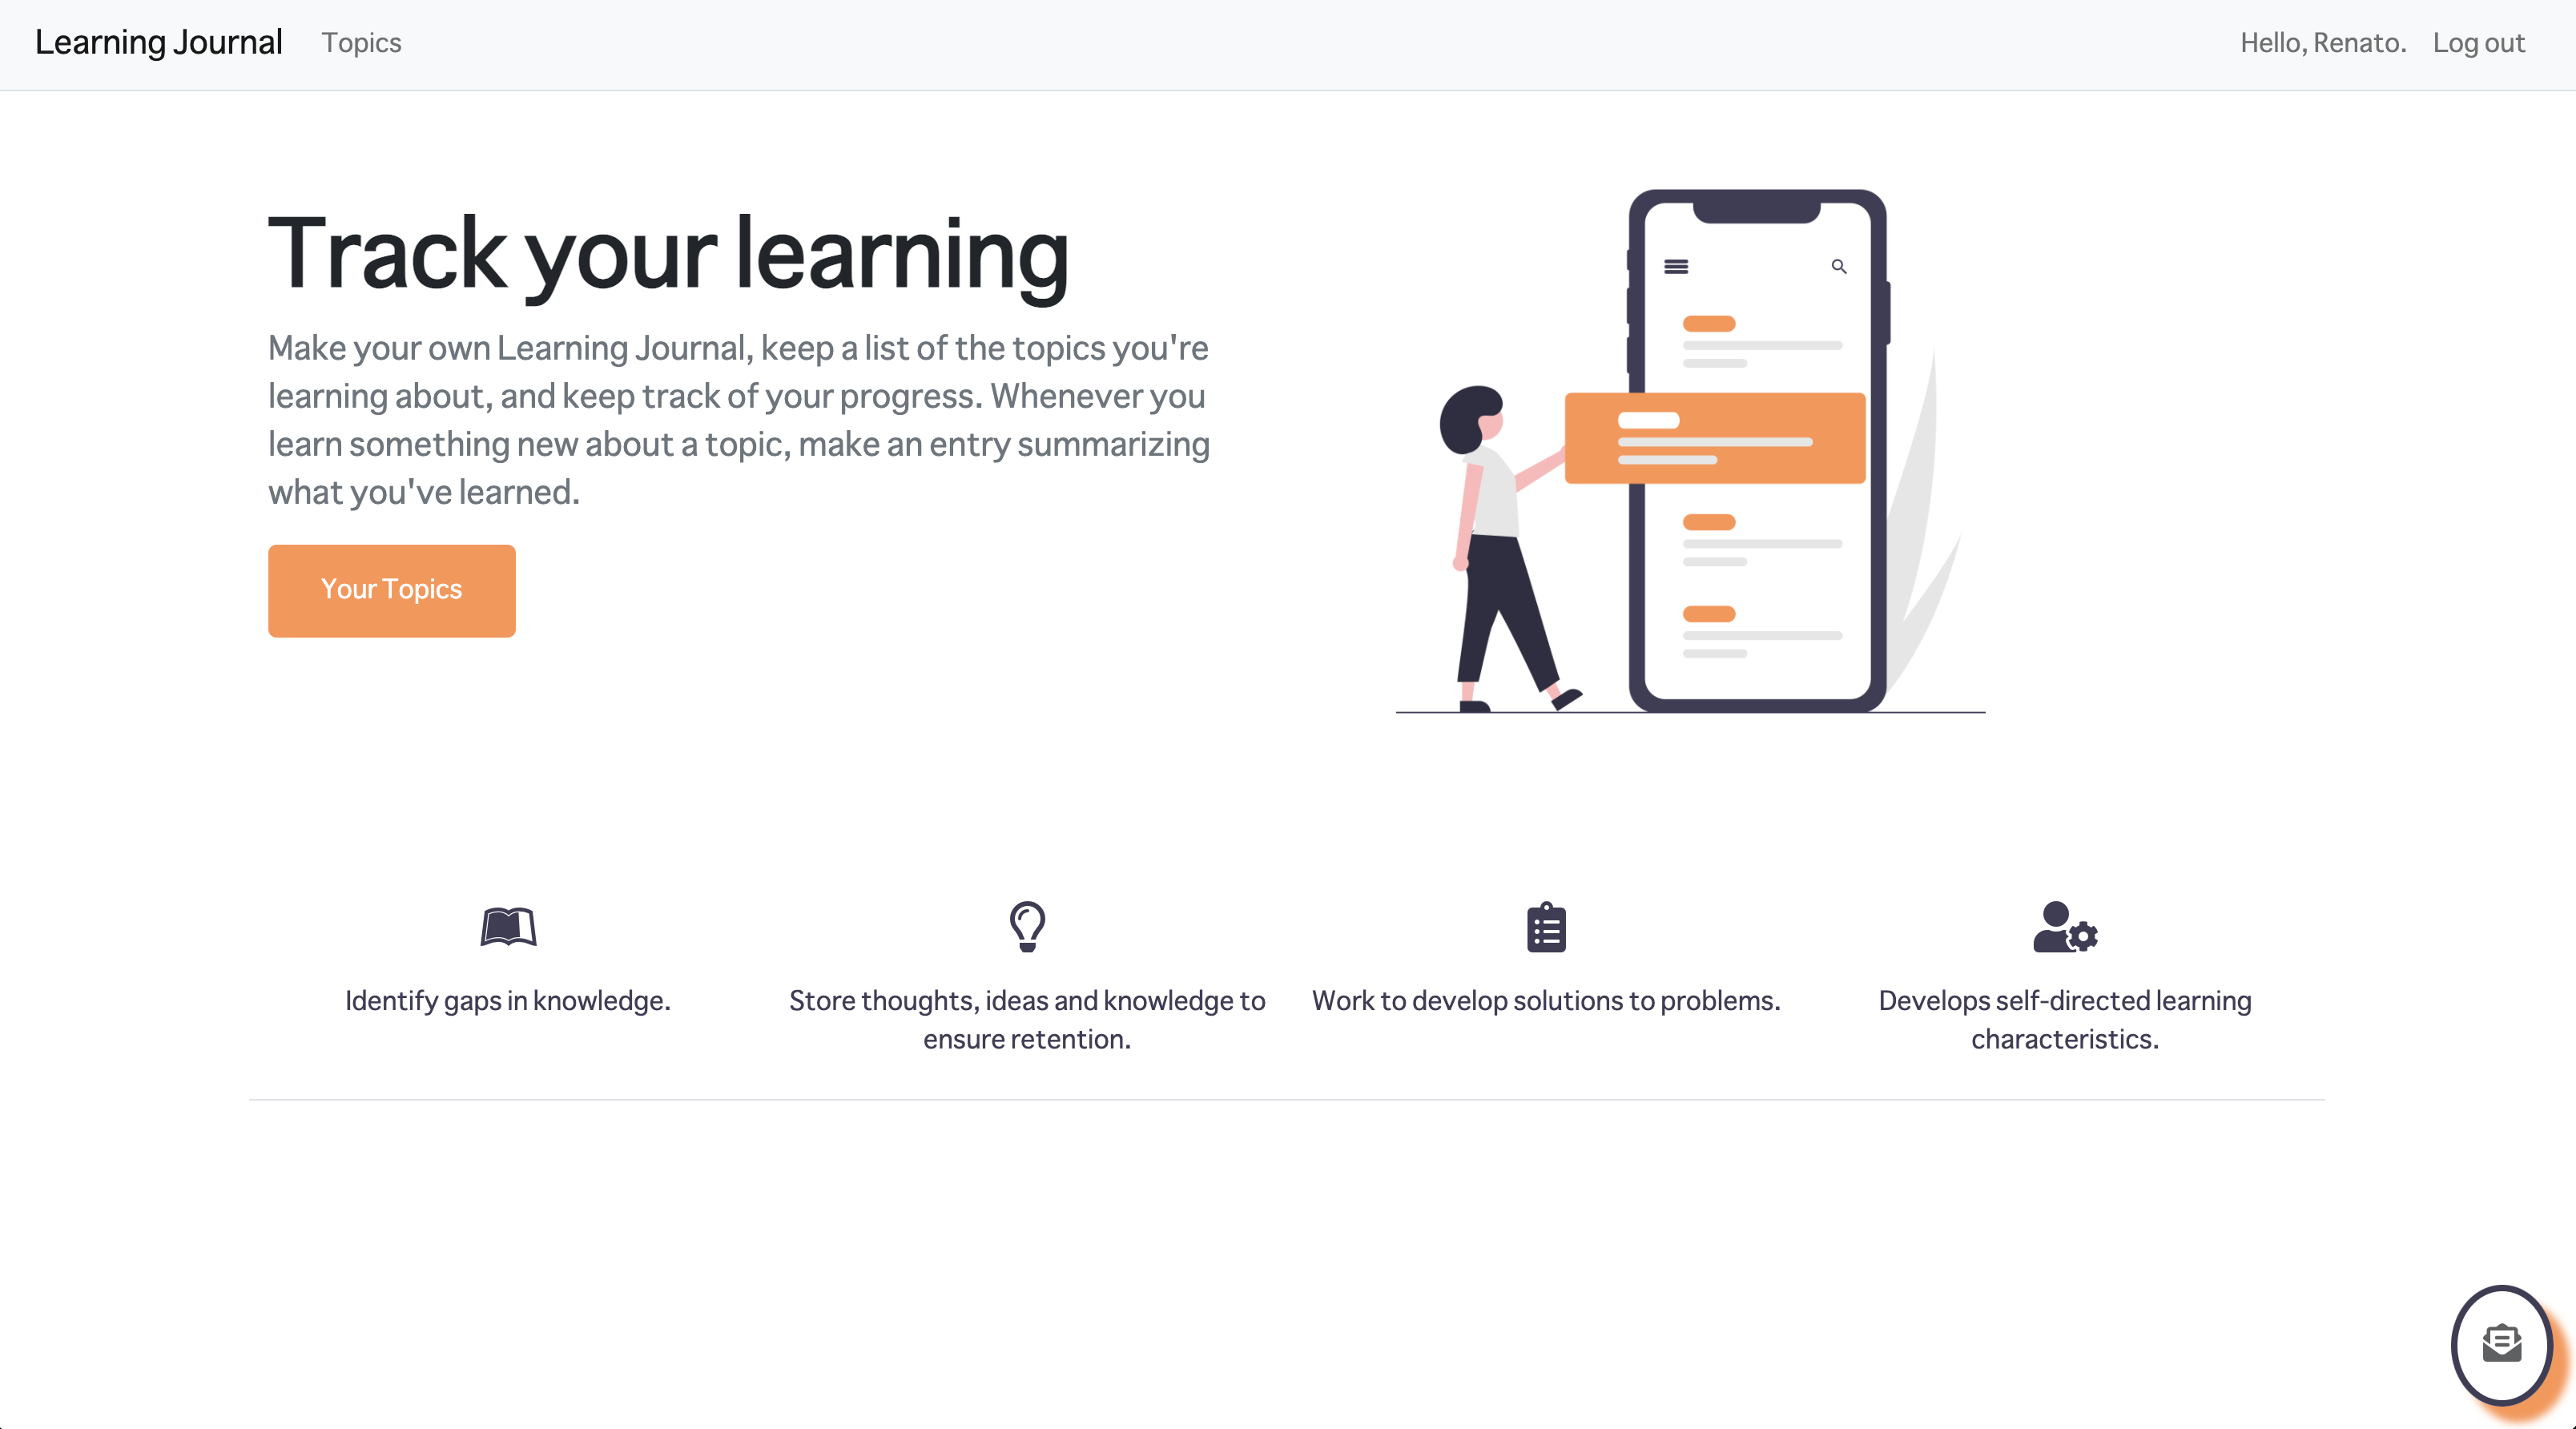 Learning Journal Topics Hello, Renato. Log out
Track your learning
Make your own Learning Journal, keep a list of the topics you're
learning about, and keep track of your progress. Whenever you
learn something new about a topic, make an entry summarizing
what you've learned.
Your Topics
Identify gaps in knowledge.
Store thoughts, ideas and knowledge to
ensure retention.
Work to develop solutions to problems.
Develops self-directed learning
characteristics.